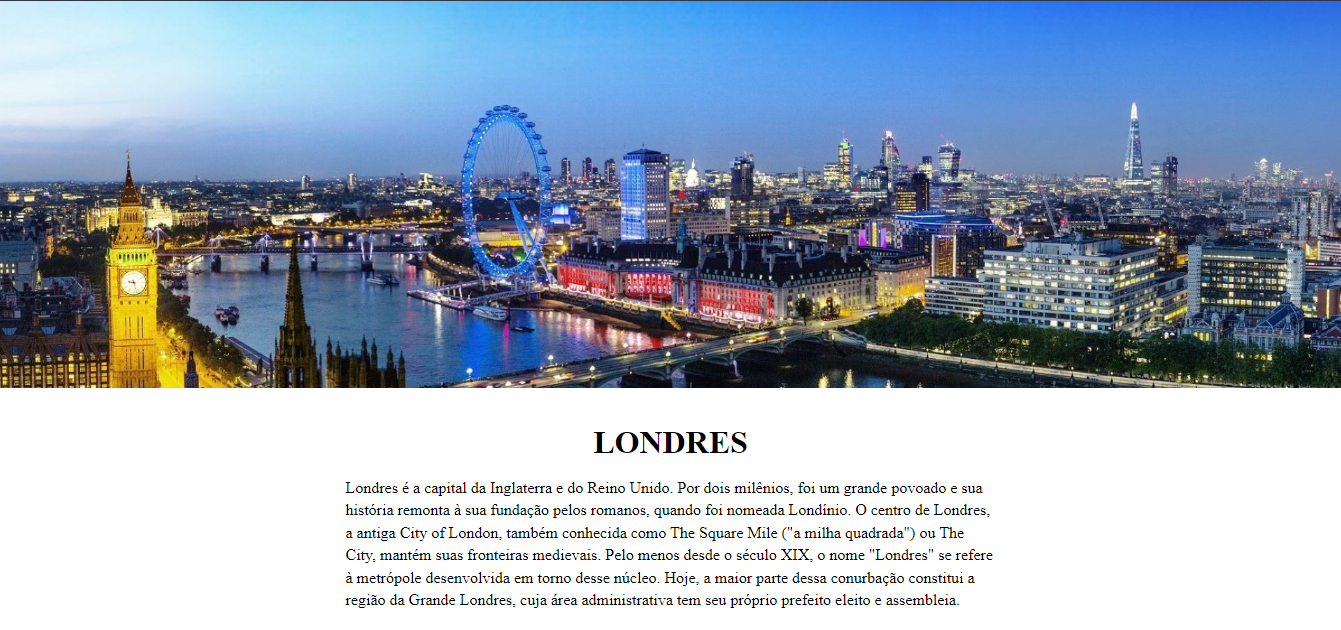 LONDRES
Londres é a capital da Inglaterra e do Reino Unido. Por dois milênios, foi um grande povoado e sua
história remonta à sua fundação pelos romanos, quando foi nomeada Londínio. O centro de Londres,
a antiga City of London, também conhecida como The Square Mile ("a milha quadrada") ou The
City, mantém suas fronteiras medievais. Pelo menos desde o século XIX, o nome "Londres" se refere
à metrópole desenvolvida em torno desse núcleo. Hoje, a maior parte dessa conurbação constitui a
região da Grande Londres, cuja área administrativa tem seu próprio prefeito eleito e assembleia.